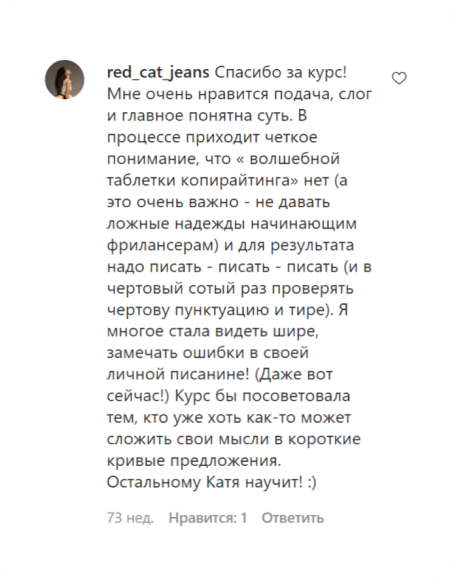 red_cat_jeans Спасибо за курс!
Мне очень нравится подача, слог
и главное понятна суть. В
процессе приходит четкое
понимание, что « волшебной
таблетки копирайтинга» нет (а
это очень важно - не давать
ложные надежды начинающим
фрилансерам) и для результата
надо писать - писать - писать (и в
чертовый сотый раз проверять
чертову пунктуацию и тире). Я
многое стала видеть шире,
замечать ошибки в своей
личной писанине! (Даже вот
сейчас!) Курс бы посоветовала
тем, кто уже хоть как-то может
сложить свои мысли в короткие
кривые предложения.
Остальному Катя научит! :)
73 нед. Нравится: 1 Ответить